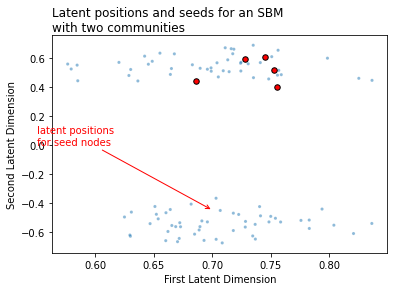 Latent positions and seeds for an SBM
with two communities
Second Latent Dimension
0.6
0.4
0.2
0.0
−0.2
−0.4
−0.6
latent positions
for seed nodes
0.60
0.65
0.70
0.75
0.80
First Latent Dimension